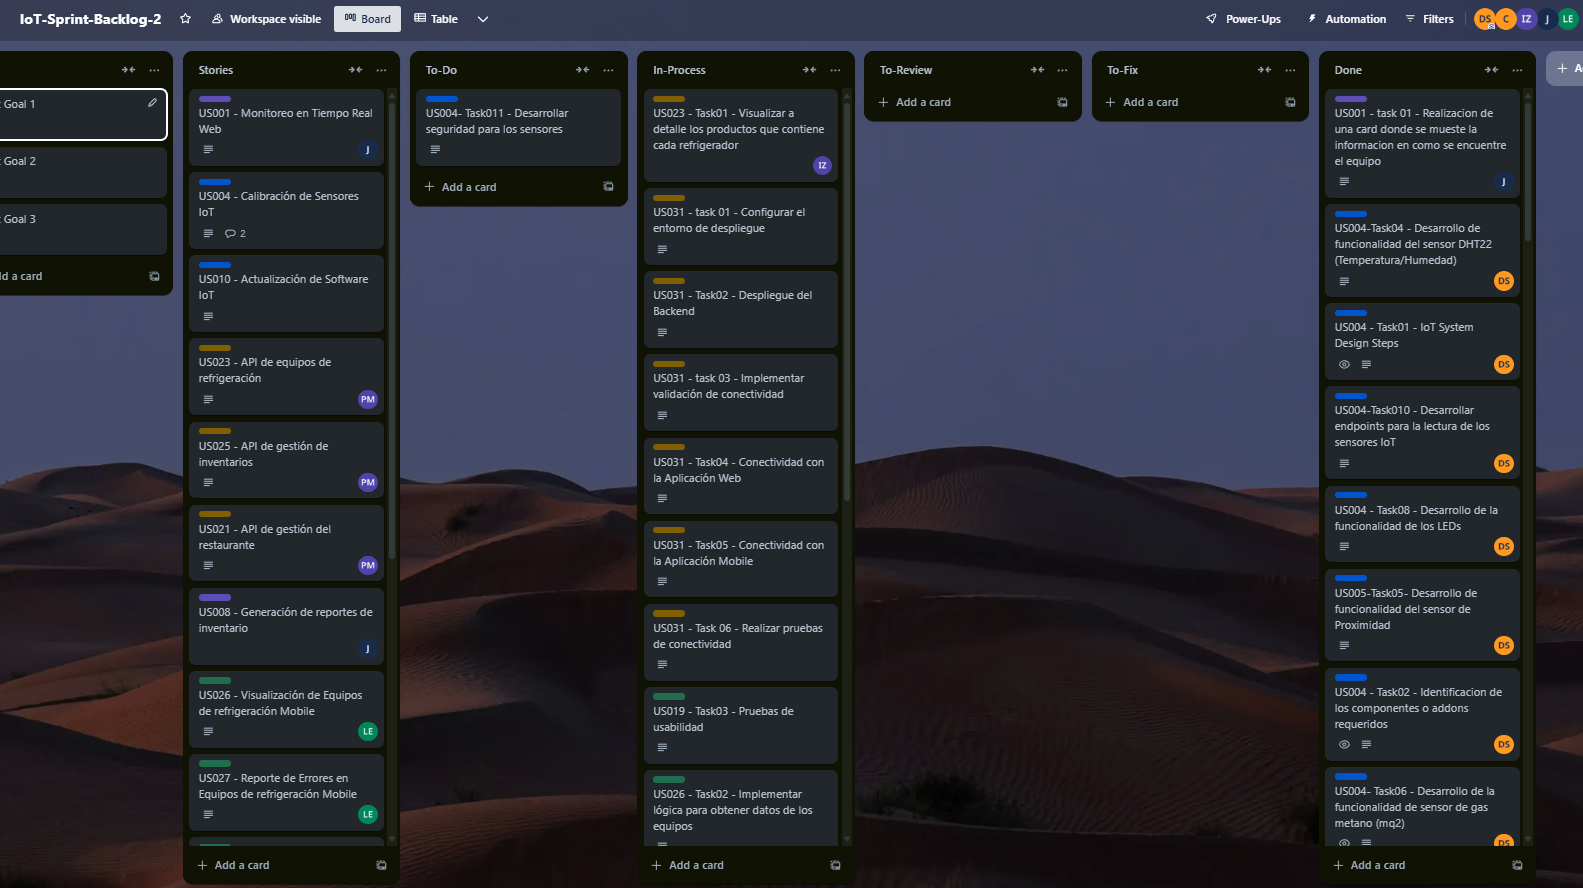 IoT-Sprint-Backlog-2
Workspace visible
Board
Table
Power-Ups
Automation
Filters
DS
C
IZ
J
LE
Goal 1
Goal 2
Goal 3
a card
Stories
US001 - Monitoreo en Tiempo Real
Web
J
US004 - Calibración de Sensores
IoT
2
US010 - Actualización de Software
IoT
US023 - API de equipos de
refrigeración
PM
US025 - API de gestión de
inventarios
PM
US021 - API de gestión del
restaurante
PM
US008 - Generación de reportes de
inventario
J
US026 - Visualización de Equipos
de refrigeración Mobile
LE
US027 - Reporte de Errores en
Equipos de refrigeración Mobile
LE
Add a card
To-Do
US004- Task011 - Desarrollar
seguridad para los sensores
Add a card
In-Process
US023 - Task01 - Visualizar a
detalle los productos que contiene
cada refrigerador
IZ
US031 - task 01 - Configurar el
entorno de despliegue
US031 - Task02 - Despliegue del
Backend
US031 - task 03 - Implementar
validación de conectividad
US031 - Task04 - Conectividad con
la Aplicación Web
US031 - Task05 - Conectividad con
la Aplicación Mobile
US031 - Task 06 - Realizar pruebas
de conectividad
US019 - Task03 - Pruebas de
usabilidad
US026 - Task02 - Implementar
lógica para obtener datos de los
equipos
Add a card
To-Review
Add a card
To-Fix
Add a card
Done
US001 - task 01 - Realizacion de
una card donde se mueste la
informacion en como se encuentre
el equipo
J
US004-Task04 - Desarrollo de
funcionalidad del sensor DHT22
(Temperatura/Humedad)
DS
US004 - Task01 - IoT System
Design Steps
DS
US004-Task010 - Desarrollar
endpoints para la lectura de los
sensores IoT
DS
US004 - Task08 - Desarrollo de la
funcionalidad de los LEDs
DS
US005-Task05- Desarrollo de
funcionalidad del sensor de
Proximidad
DS
US004 - Task02 - Identificacion de
los componentes o addons
requeridos
DS
US004- Task06 - Desarrollo de la
funcionalidad de sensor de gas
metano (mq2)
DS
Add a card